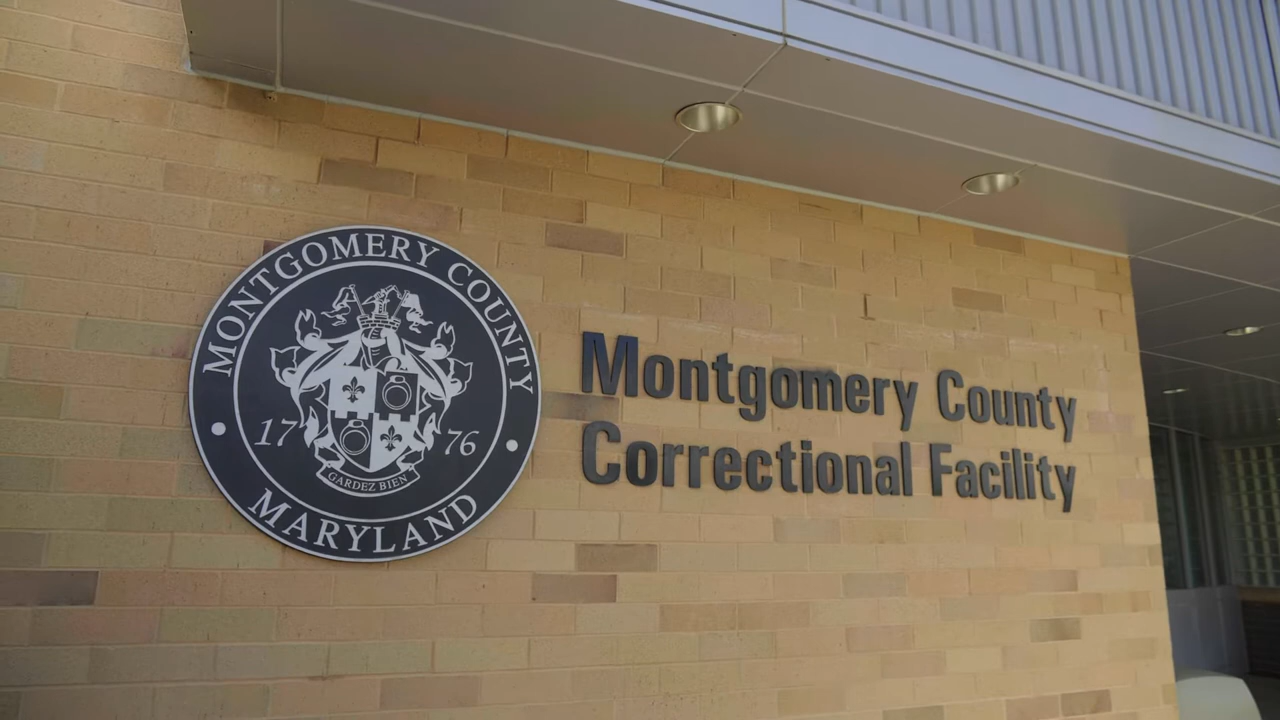 MONTGOMERY COUNTY
17 76
GARDEZ BIEN
MARYLAND
Montgomery County
Correctional Facility